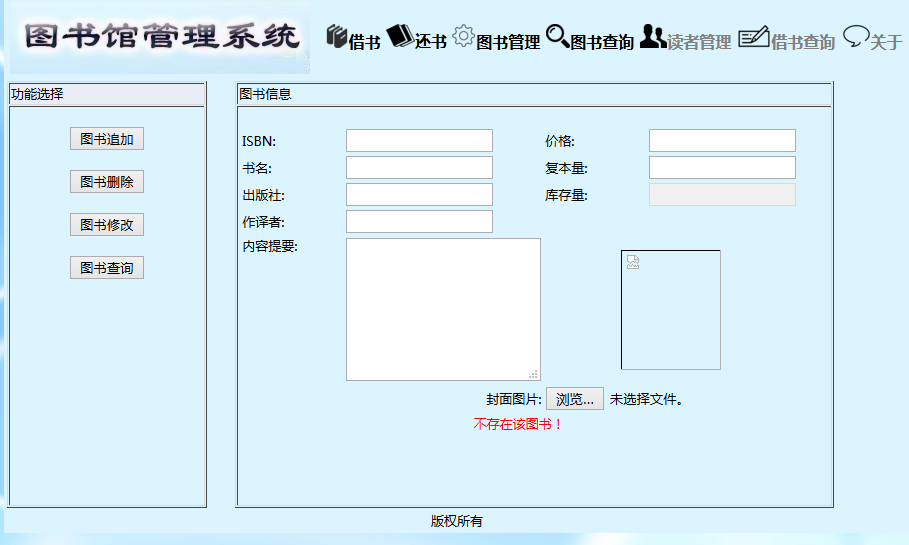 图书馆管理系统 借书 还书 图书管理 图书查询 读者管理 借书查询 关于
功能选择
图书追加
图书删除
图书修改
图书查询
图书信息
ISBN: 价格:
书名: 复本量:
出版社: 库存量:
作译者:
内容提要:
封面图片: 浏览... 未选择文件。
不存在该图书！
版权所有